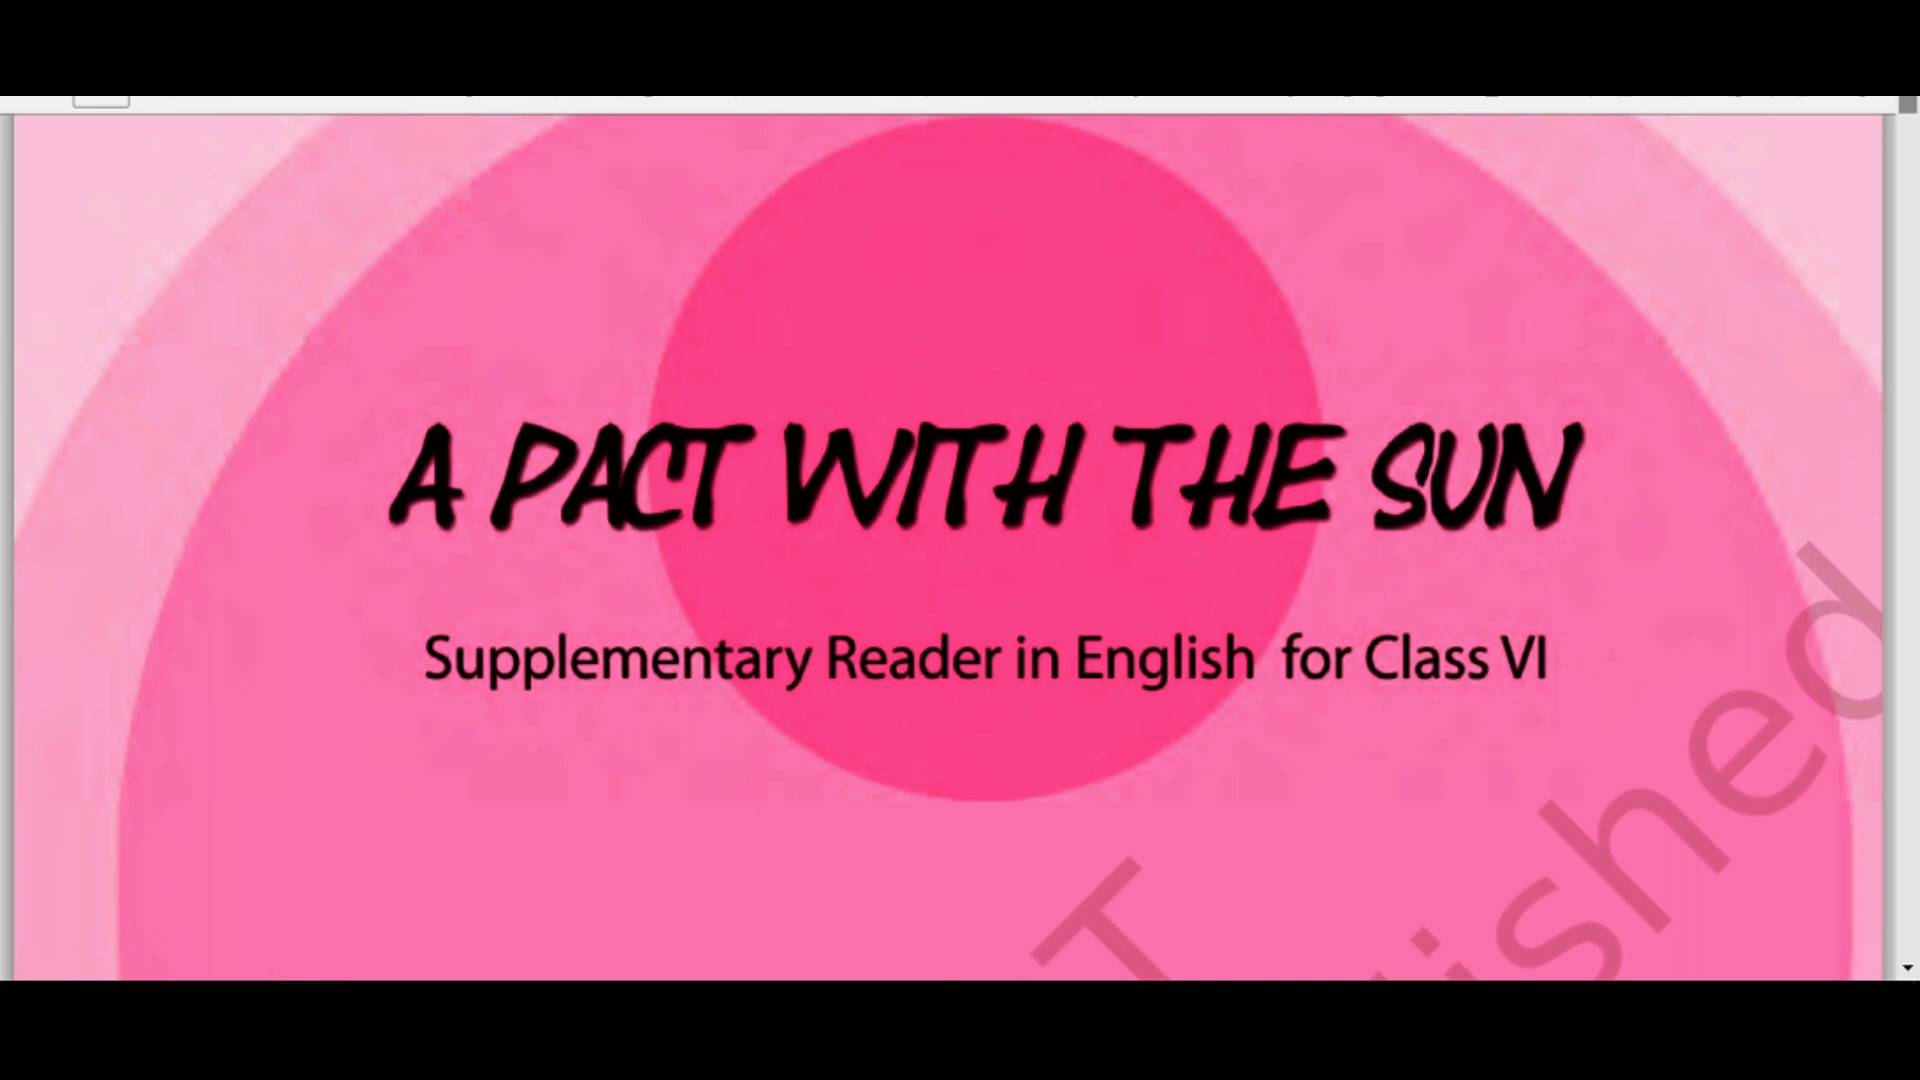 A PACT WITH THE SUN
Supplementary Reader in English for Class VI